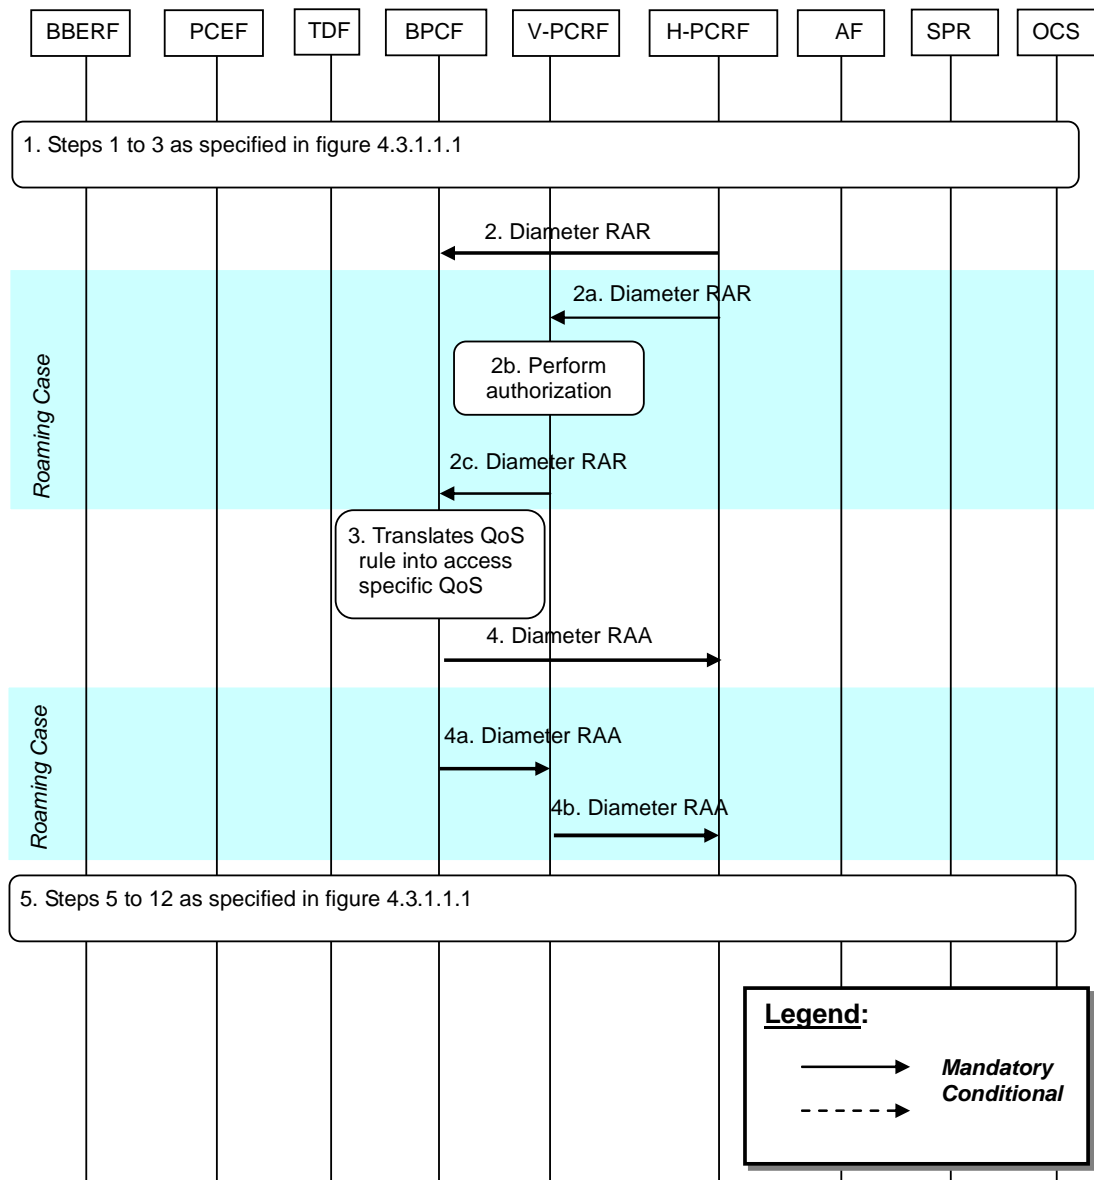 BBERF PCEF TDF BPCF V-PCRF H-PCRF AF SPR OCS
1. Steps 1 to 3 as specified in figure 4.3.1.1.1
2. Diameter RAR
Roaming Case
2a. Diameter RAR
2b. Perform
authorization
2c. Diameter RAR
3. Translates QoS
rule into access
specific QoS
4. Diameter RAA
Roaming Case
4a. Diameter RAA
4b. Diameter RAA
5. Steps 5 to 12 as specified in figure 4.3.1.1.1
Legend:
Mandatory
Conditional